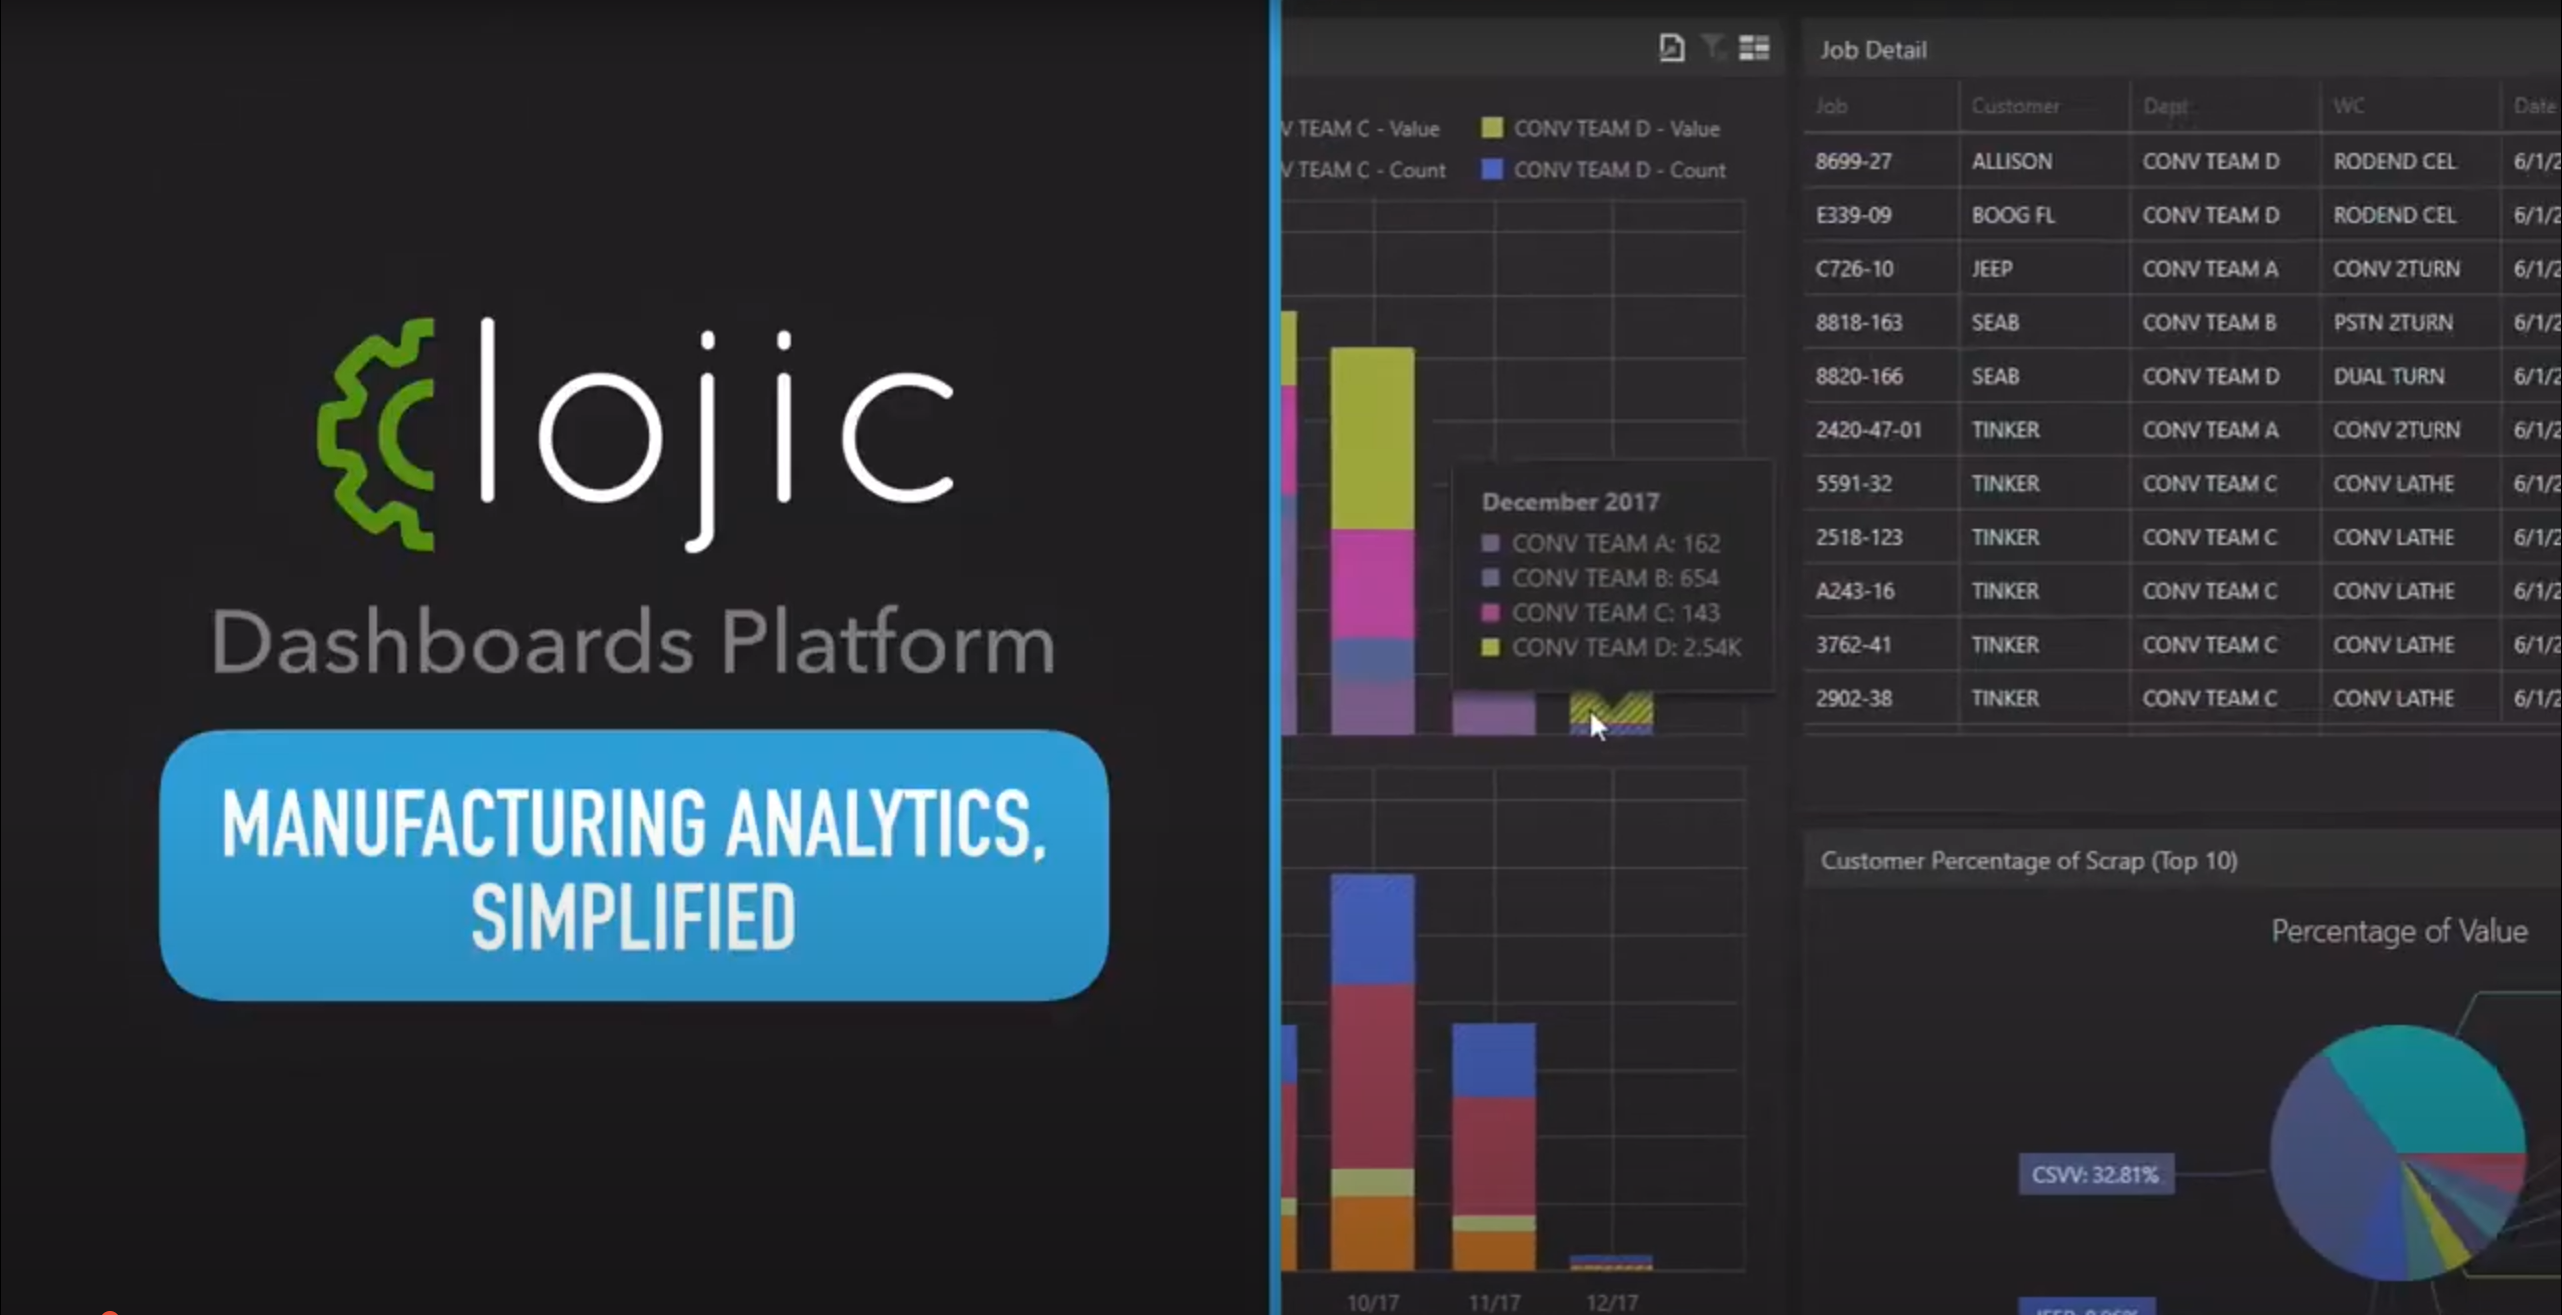 clojic
Dashboards Platform
MANUFACTURING ANALYTICS,
SIMPLIFIED
V TEAM C - Value
CONV TEAM D - Value
V TEAM C - Count
CONV TEAM D - Count
December 2017
CONV TEAM A: 162
CONV TEAM B: 654
CONV TEAM C: 143
CONV TEAM D: 2.54K
10/17 11/17 12/17
Job Detail
Job Customer Dept WC Date
8699-27 ALLISON CONV TEAM D RODEND CEL 6/1/2
E339-09 BOOG FL CONV TEAM D RODEND CEL 6/1/2
C726-10 JEEP CONV TEAM A CONV 2TURN 6/1/2
8818-163 SEAB CONV TEAM B PSTN 2TURN 6/1/2
8820-166 SEAB CONV TEAM D DUAL TURN 6/1/2
2420-47-01 TINKER CONV TEAM A CONV 2TURN 6/1/2
5591-32 TINKER CONV TEAM C CONV LATHE 6/1/2
2518-123 TINKER CONV TEAM C CONV LATHE 6/1/2
A243-16 TINKER CONV TEAM C CONV LATHE 6/1/2
3762-41 TINKER CONV TEAM C CONV LATHE 6/1/2
2902-38 TINKER CONV TEAM C CONV LATHE 6/1/2
Customer Percentage of Scrap (Top 10)
Percentage of Value
CSVV: 32.81%